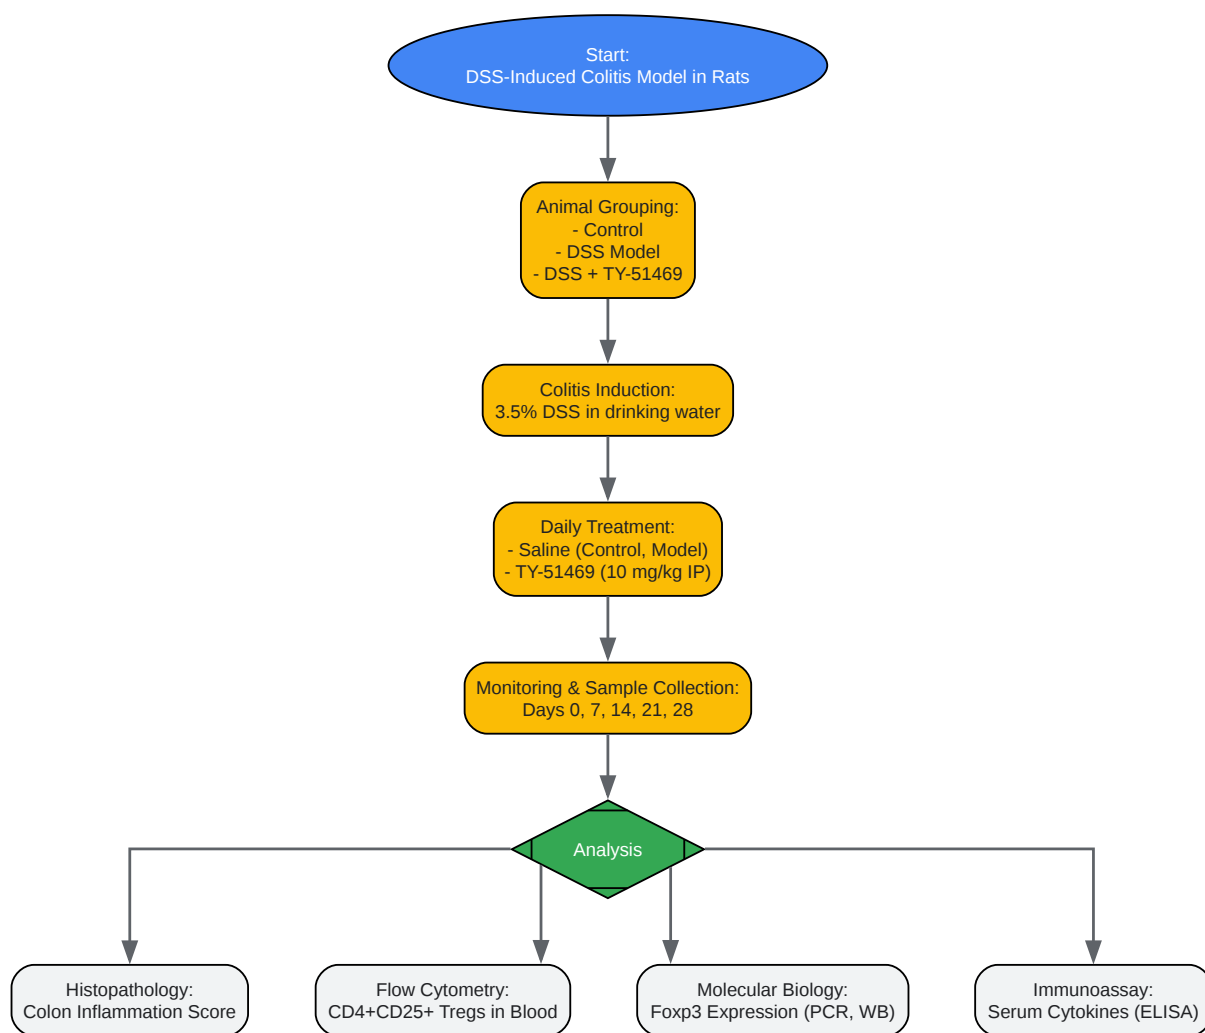 Start:
DSS-Induced Colitis Model in Rats
Animal Grouping:
- Control
- DSS Model
- DSS + TY-51469
Colitis Induction:
3.5% DSS in drinking water
Daily Treatment:
- Saline (Control, Model)
- TY-51469 (10 mg/kg IP)
Monitoring & Sample Collection:
Days 0, 7, 14, 21, 28
Analysis
Histopathology:
Colon Inflammation Score
Flow Cytometry:
CD4+CD25+ Tregs in Blood
Molecular Biology:
Foxp3 Expression (PCR, WB)
Immunoassay:
Serum Cytokines (ELISA)